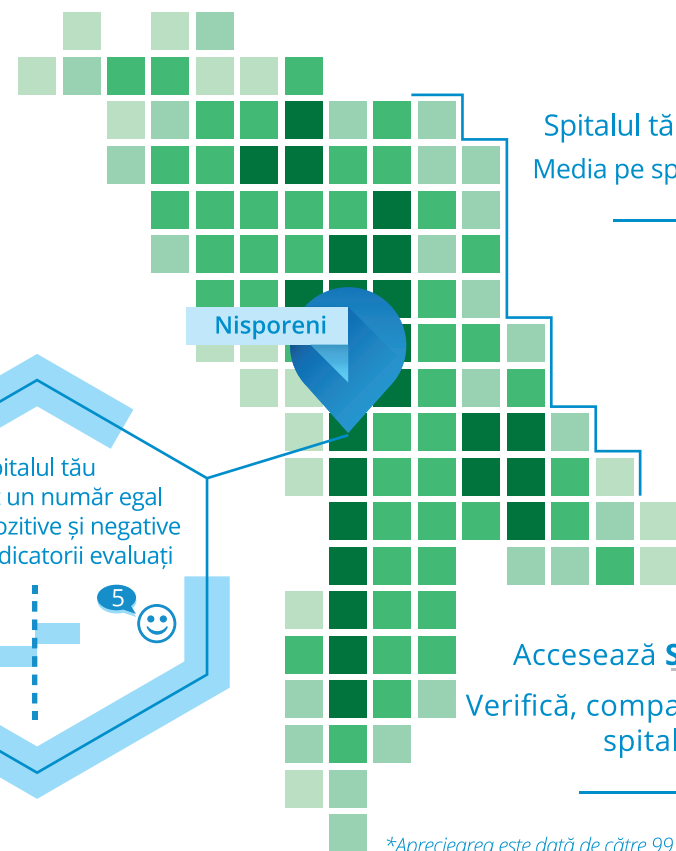 Spitalul tă
Media pe sp
Nisporeni
italul tău
un număr egal
ozitive și negative
dicatorii evaluați
5
Accesează S
Verifică, compa
spital
*Aprecierea este dată de către 99